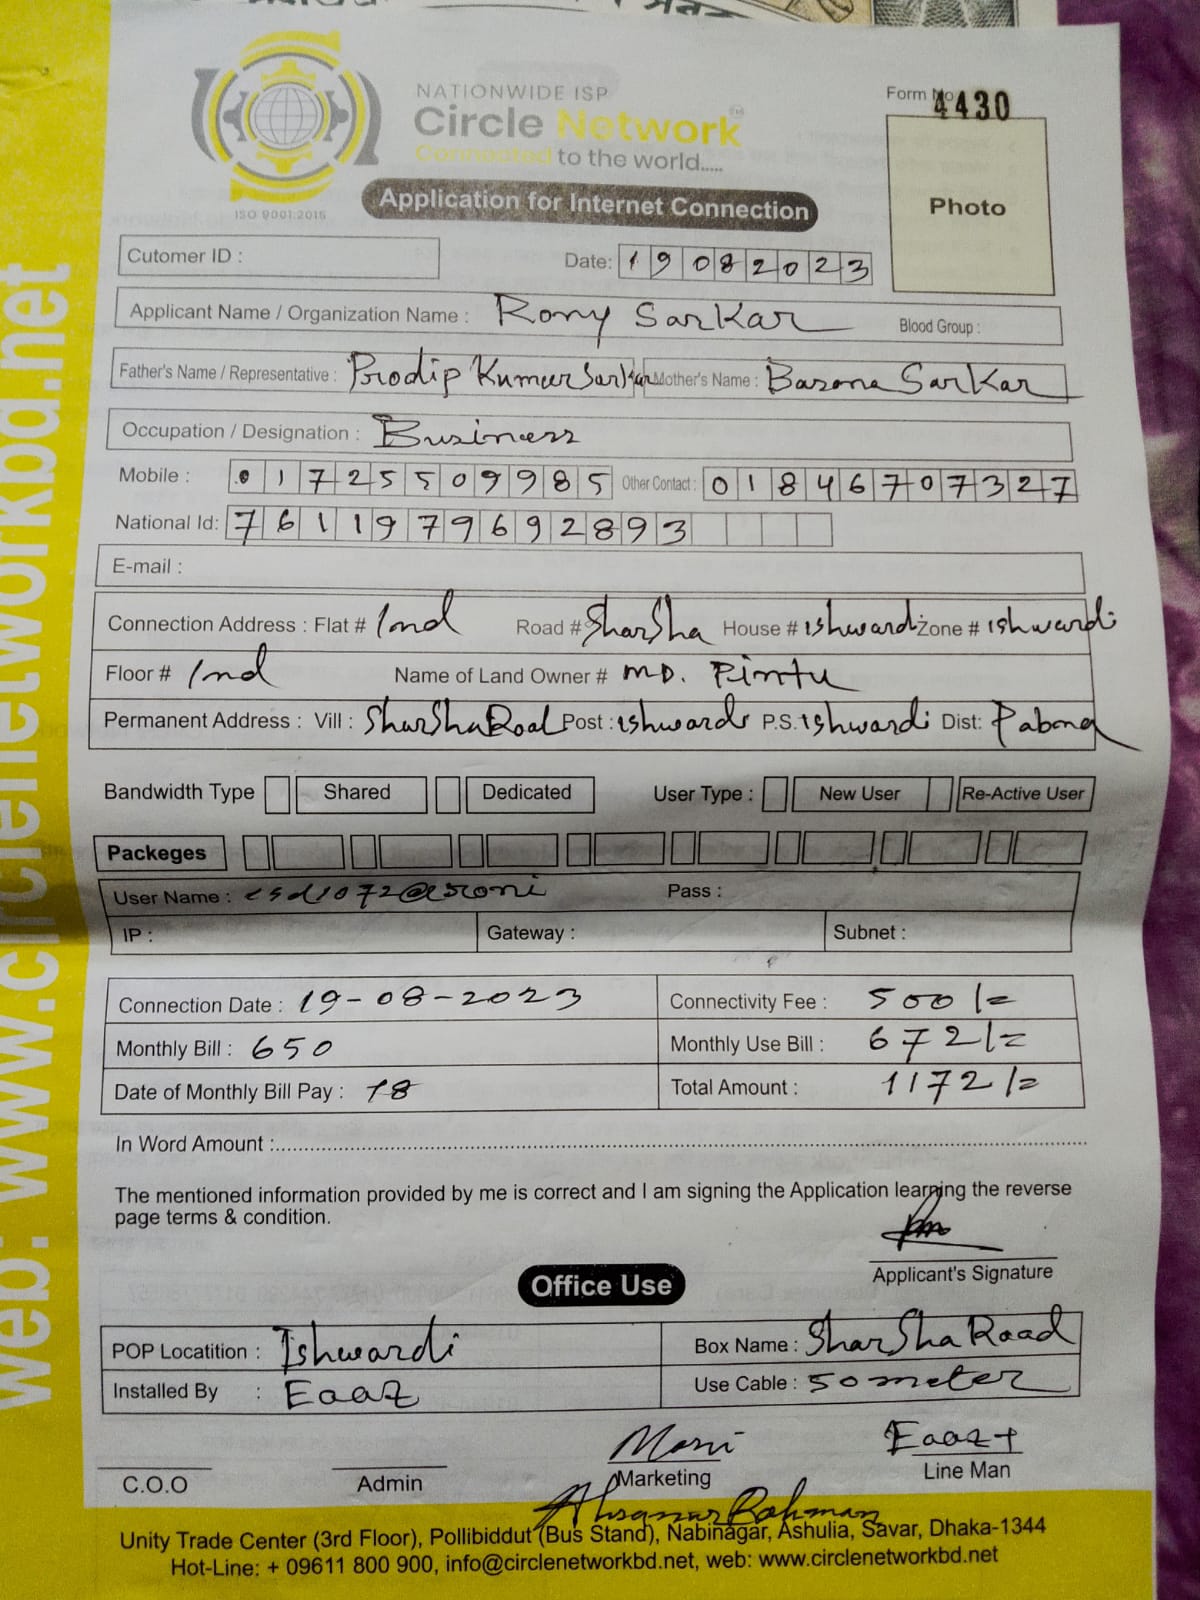 NATIONWIDE ISP
Circle Network
Connected to the world.....
ISO 9001:2015
Form No 4430
Photo
Application for Internet Connection
Cutomer ID :
Date: 19082023
Applicant Name / Organization Name : Rony Sarkar Blood Group :
Father's Name / Representative : Prodip Kumar Sarkar Mother's Name : Basona Sarkar
Occupation / Designation : Business
Mobile : 01725509985 Other Contact : 01846707327
National Id: 7611979692893
E-mail :
Connection Address : Flat # 1nd Road # SharSha House # ishwardi Zone # ishwardi
Floor # 1nd Name of Land Owner # MD. Pintu
Permanent Address : Vill : SharSha Road Post : ishwardi P.S. ishwardi Dist: Pabna
Bandwidth Type Shared Dedicated User Type : New User Re-Active User
Packeges
User Name : csd1072@roni Pass :
IP : Gateway : Subnet :
Connection Date : 19-08-2023 Connectivity Fee : 500/=
Monthly Bill : 650 Monthly Use Bill : 672/=
Date of Monthly Bill Pay : 18 Total Amount : 1172/=
In Word Amount :
The mentioned information provided by me is correct and I am signing the Application learning the reverse
page terms & condition.
Applicant's Signature
Office Use
POP Locatition : Ishwardi Box Name : SharSha Road
Installed By : Eaaz Use Cable : 50 meter
C.O.O Admin Marketing Line Man
Unity Trade Center (3rd Floor), Pollibiddut (Bus Stand), Nabinagar, Ashulia, Savar, Dhaka-1344
Hot-Line: + 09611 800 900, info@circlenetworkbd.net, web: www.circlenetworkbd.net
web: www.circlenetworkbd.net